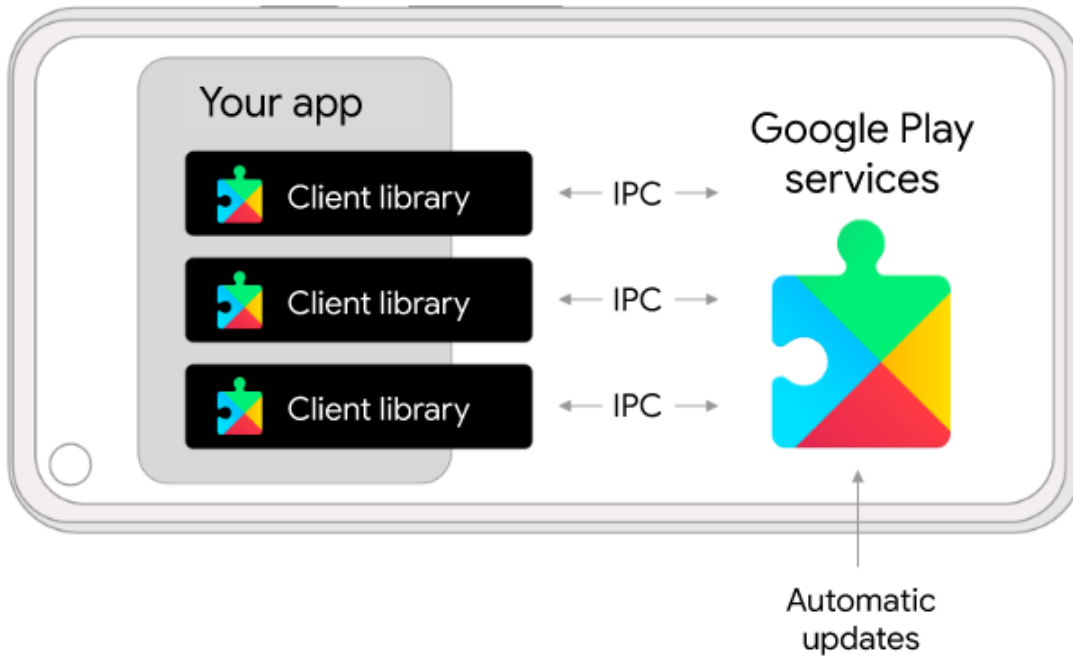 Your app
Client library
IPC
Client library
IPC
Client library
IPC
Google Play
services
Automatic
updates